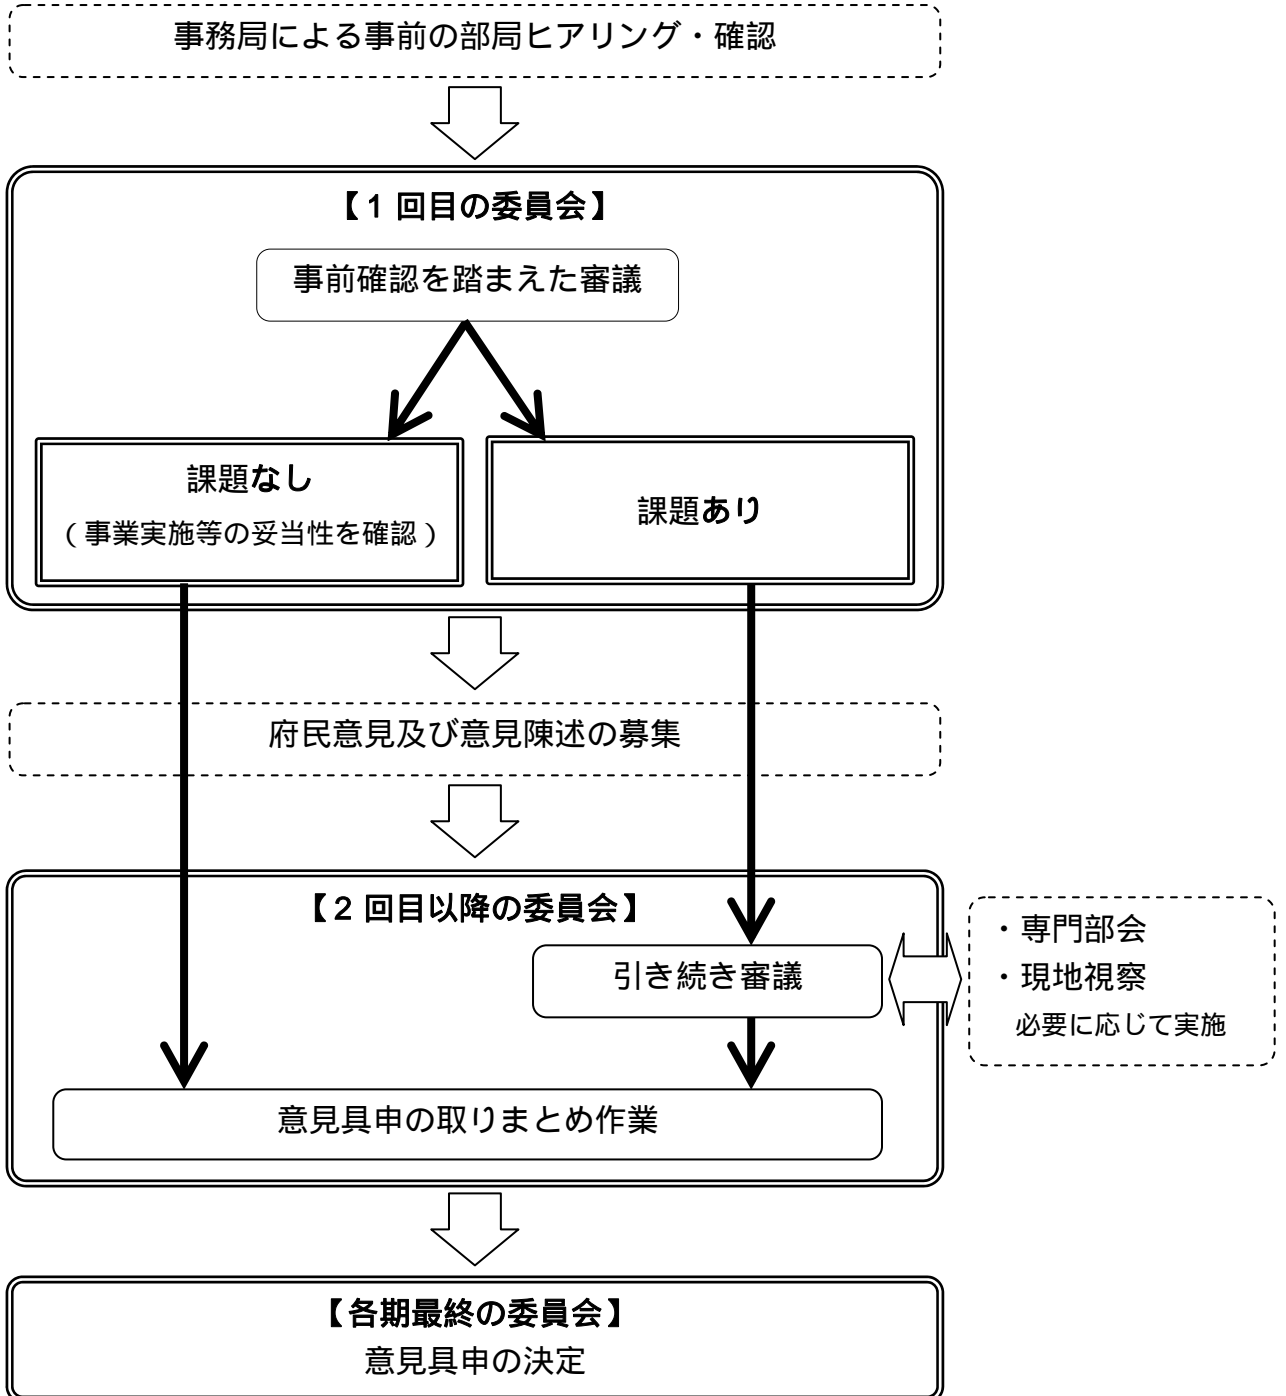 事務局による事前の部局ヒアリング・確認
【1回目の委員会】
事前確認を踏まえた審議
課題なし
（事業実施等の妥当性を確認）
課題あり
府民意見及び意見陳述の募集
【2回目以降の委員会】
引き続き審議
・専門部会
・現地視察
必要に応じて実施
意見具申の取りまとめ作業
【各期最終の委員会】
意見具申の決定